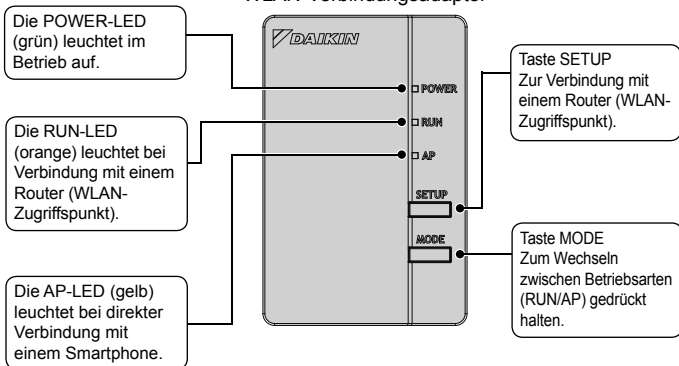 WLAN-Verbindungsadapter
Die POWER-LED
(grün) leuchtet im
Betrieb auf.
Die RUN-LED
(orange) leuchtet bei
Verbindung mit einem
Router (WLAN-
Zugriffspunkt).
Die AP-LED (gelb)
leuchtet bei direkter
Verbindung mit
einem Smartphone.
DAIKIN
POWER
RUN
AP
SETUP
MODE
Taste SETUP
Zur Verbindung mit
einem Router (WLAN-
Zugriffspunkt).
Taste MODE
Zum Wechseln
zwischen Betriebsarten
(RUN/AP) gedrückt
halten.